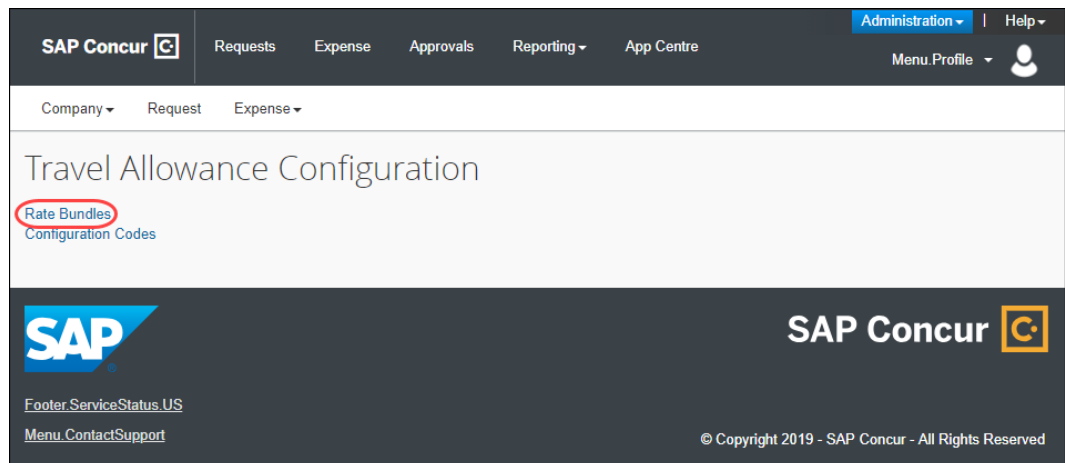 Administration | Help
SAP Concur C Requests Expense Approvals Reporting App Centre
Menu.Profile
Company Request Expense
Travel Allowance Configuration
Rate Bundles
Configuration Codes
SAP
SAP Concur C
Footer.ServiceStatus.US
Menu.ContactSupport
© Copyright 2019 - SAP Concur - All Rights Reserved